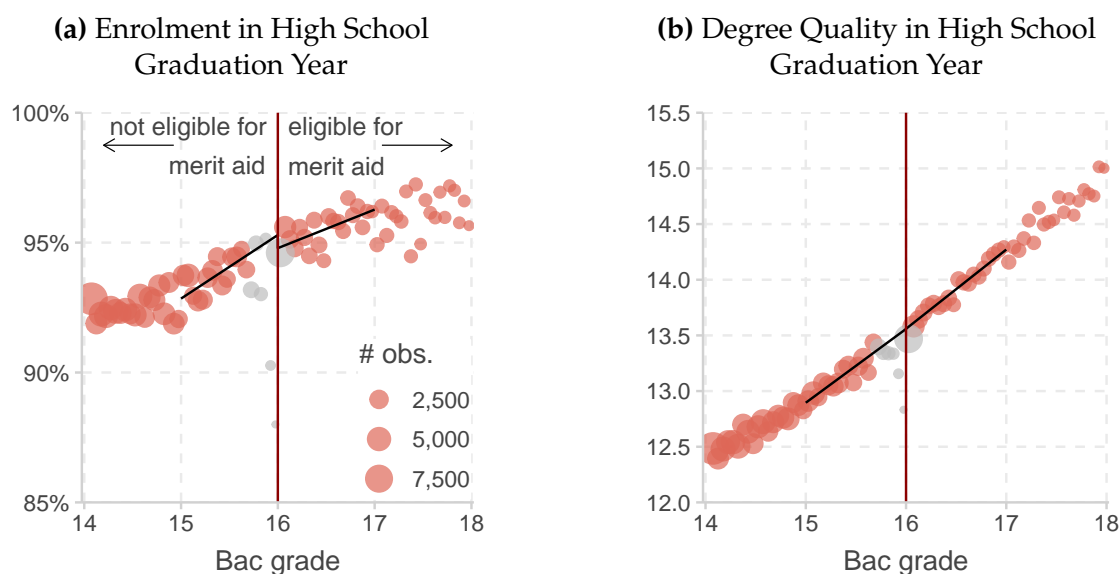 (a) Enrolment in High School
Graduation Year
100%
95%
90%
85%
not eligible for
merit aid
eligible for
merit aid
# obs.
2,500
5,000
7,500
14 15 16 17 18
Bac grade
(b) Degree Quality in High School
Graduation Year
15.5
15.0
14.5
14.0
13.5
13.0
12.5
12.0
14 15 16 17 18
Bac grade